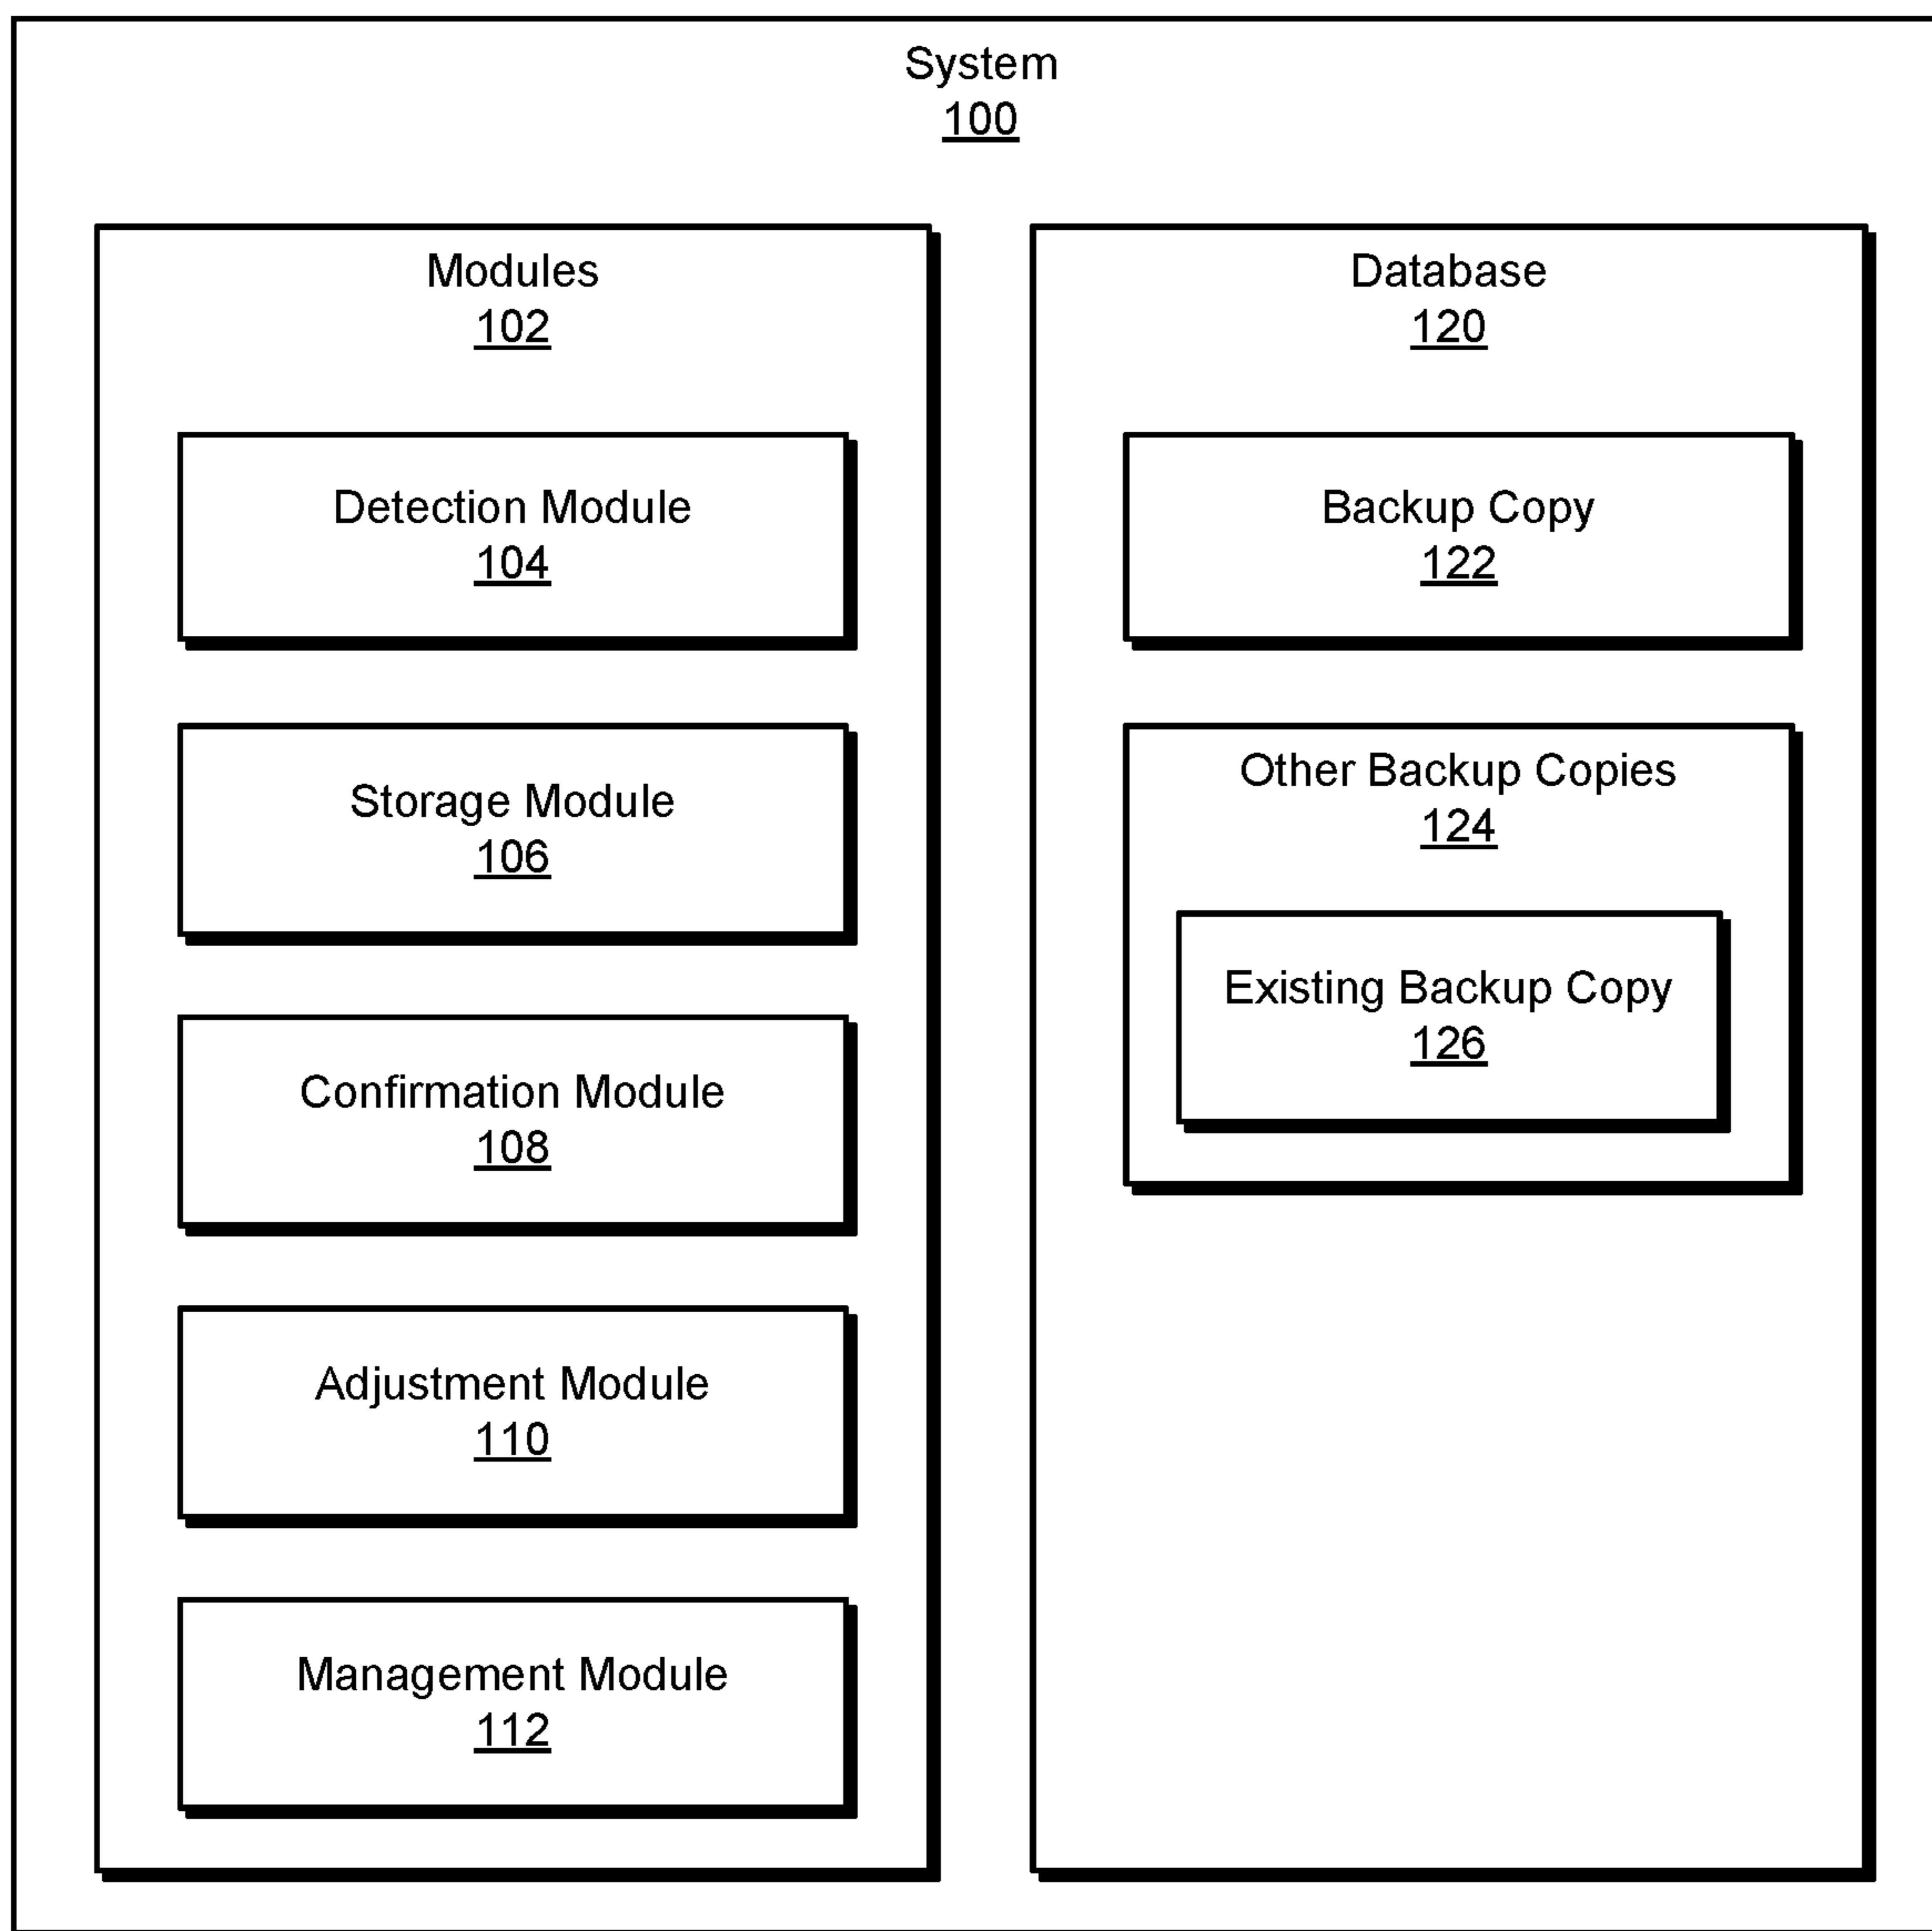 System
100
Modules
102
Detection Module
104
Storage Module
106
Confirmation Module
108
Adjustment Module
110
Management Module
112
Database
120
Backup Copy
122
Other Backup Copies
124
Existing Backup Copy
126